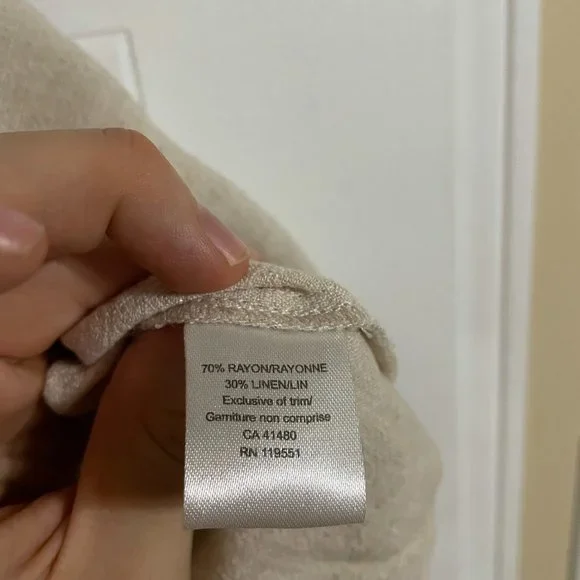 70% RAYON/RAYONNE
30% LINEN/LIN
Exclusive of trim/
Garniture non comprise
CA 41480
RN 119551